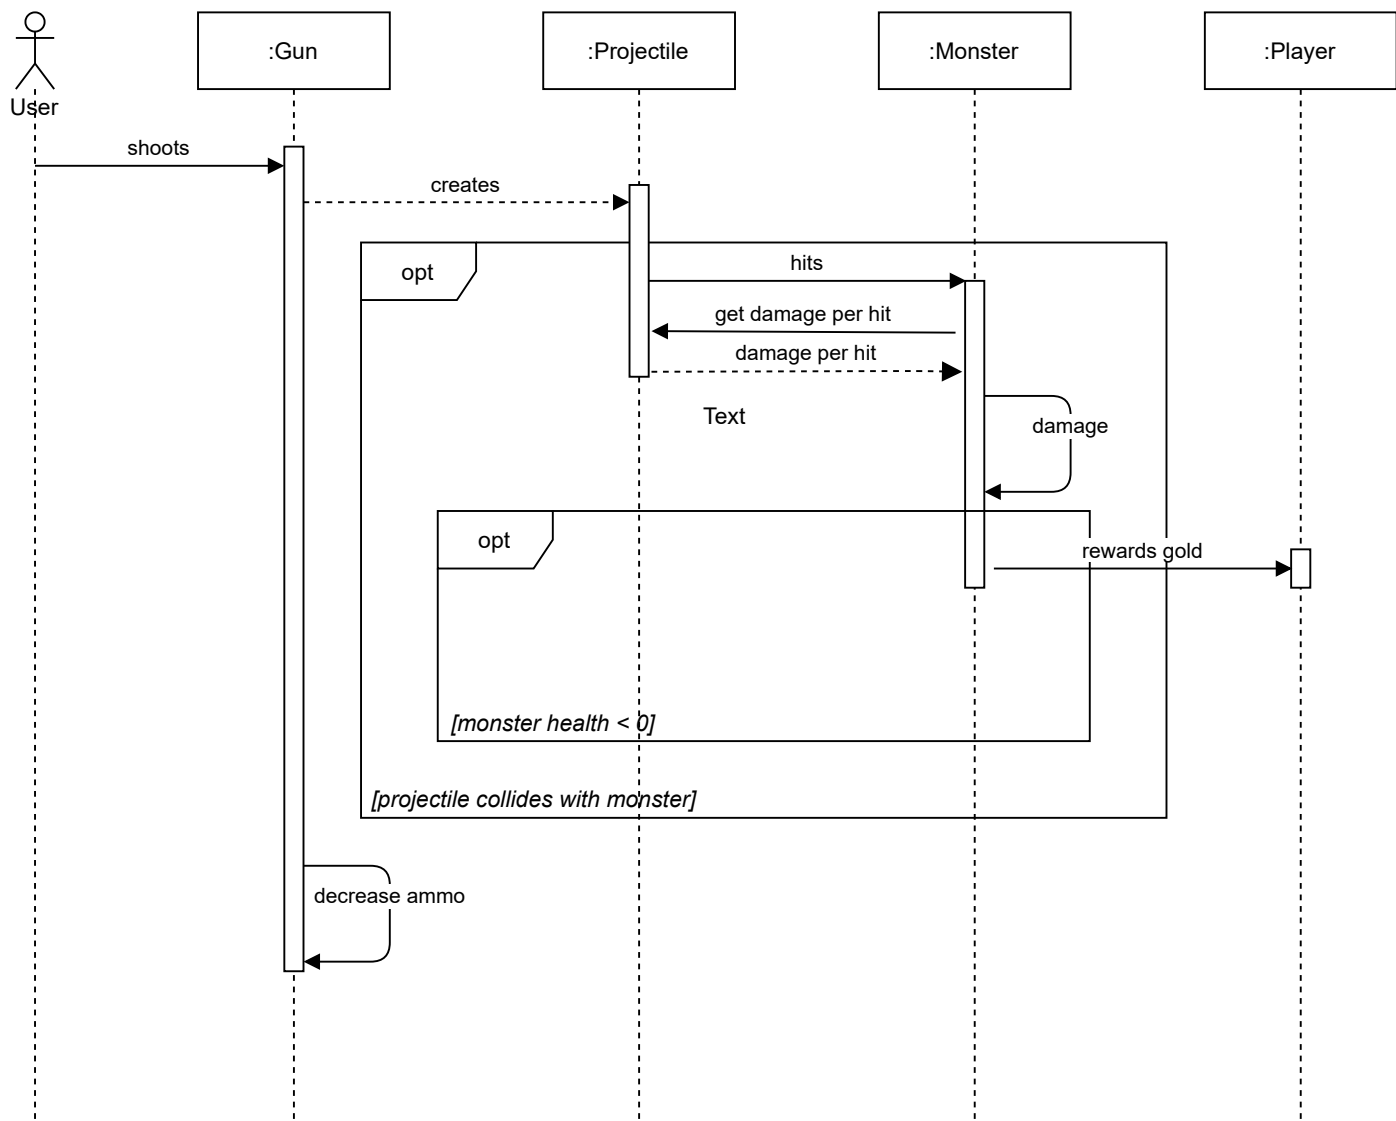 :Gun
:Projectile
:Monster
:Player
User
shoots
creates
opt
hits
get damage per hit
damage per hit
Text
damage
opt
rewards gold
[monster health < 0]
[projectile collides with monster]
decrease ammo